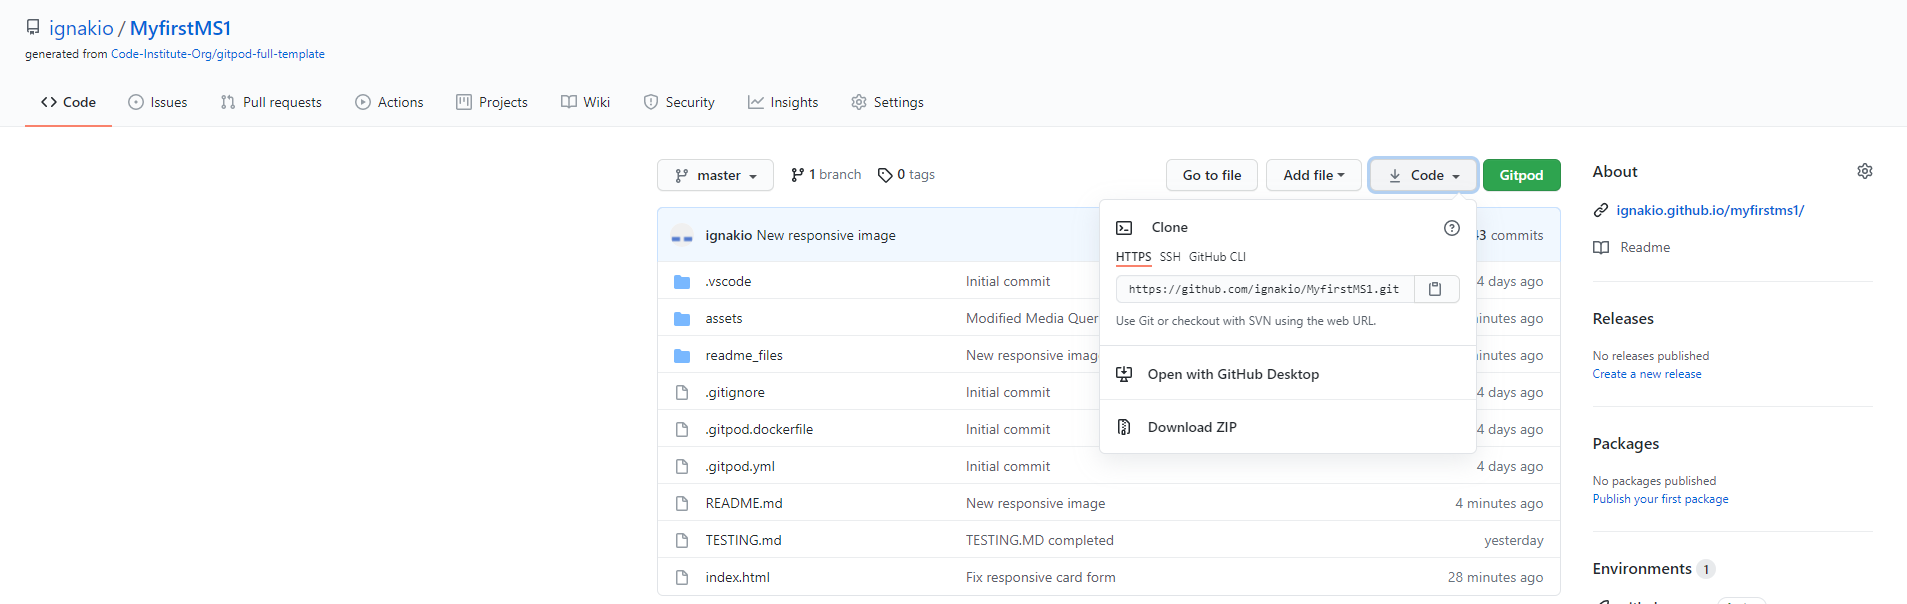 ignakio / MyfirstMS1
generated from Code-Institute-Org/gitpod-full-template
Code Issues Pull requests Actions Projects Wiki Security Insights Settings
master 1 branch 0 tags Go to file Add file Code Gitpod
ignakio New responsive image 3 commits
.vscode Initial commit 4 days ago
assets Modified Media Quer inutes ago
readme_files New responsive imag inutes ago
.gitignore Initial commit 4 days ago
.gitpod.dockerfile Initial commit 4 days ago
.gitpod.yml Initial commit 4 days ago
README.md New responsive image 4 minutes ago
TESTING.md TESTING.MD completed yesterday
index.html Fix responsive card form 28 minutes ago
Clone
HTTPS SSH GitHub CLI
https://github.com/ignakio/MyfirstMS1.git
Use Git or checkout with SVN using the web URL.
Open with GitHub Desktop
Download ZIP
About
ignakio.github.io/myfirstms1/
Readme
Releases
No releases published
Create a new release
Packages
No packages published
Publish your first package
Environments 1